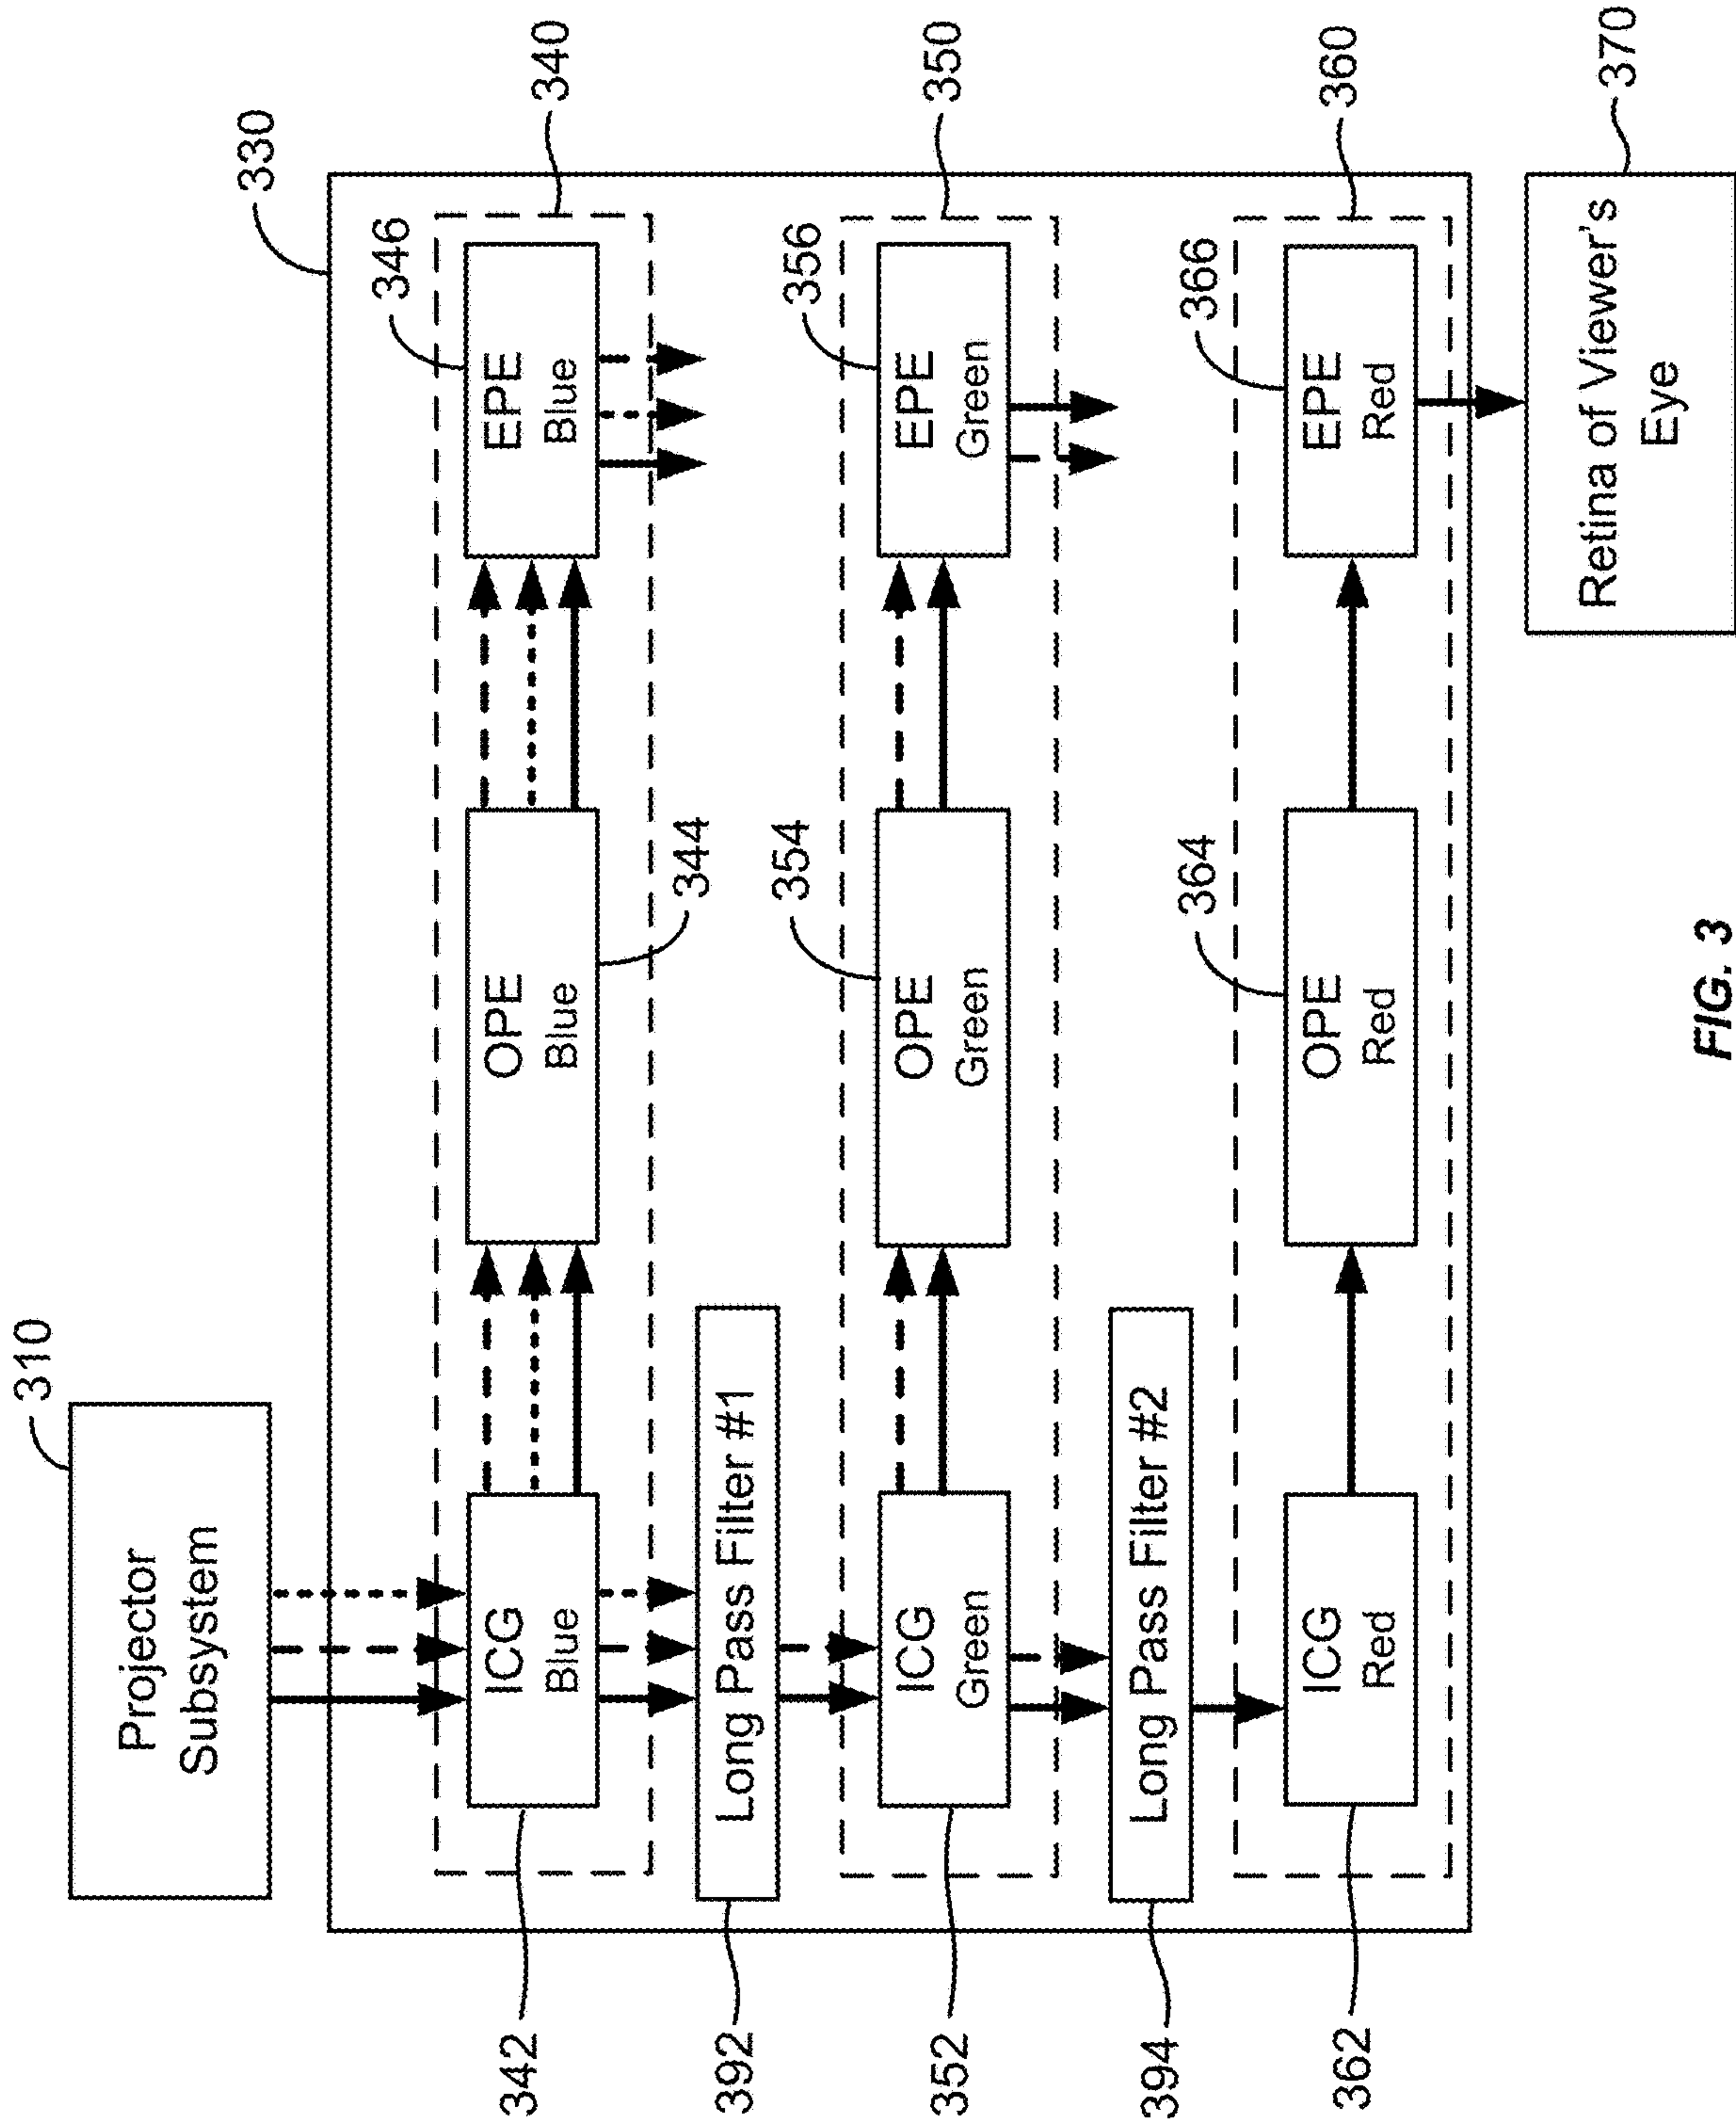 310
Projector
Subsystem
330
340
342
ICG
Blue
OPE
Blue
344
EPE
Blue
346
392
Long Pass Filter #1
350
352
ICG
Green
354
OPE
Green
356
EPE
Green
394
Long Pass Filter #2
360
362
ICG
Red
364
OPE
Red
366
EPE
Red
370
Retina of Viewer's
Eye
FIG. 3